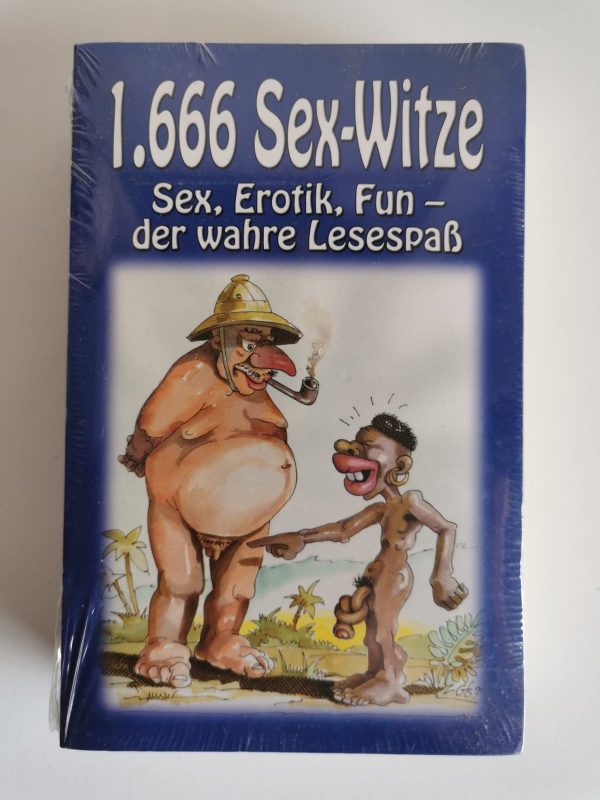 1.666 Sex-Witze
Sex, Erotik, Fun –
der wahre Lesespaß